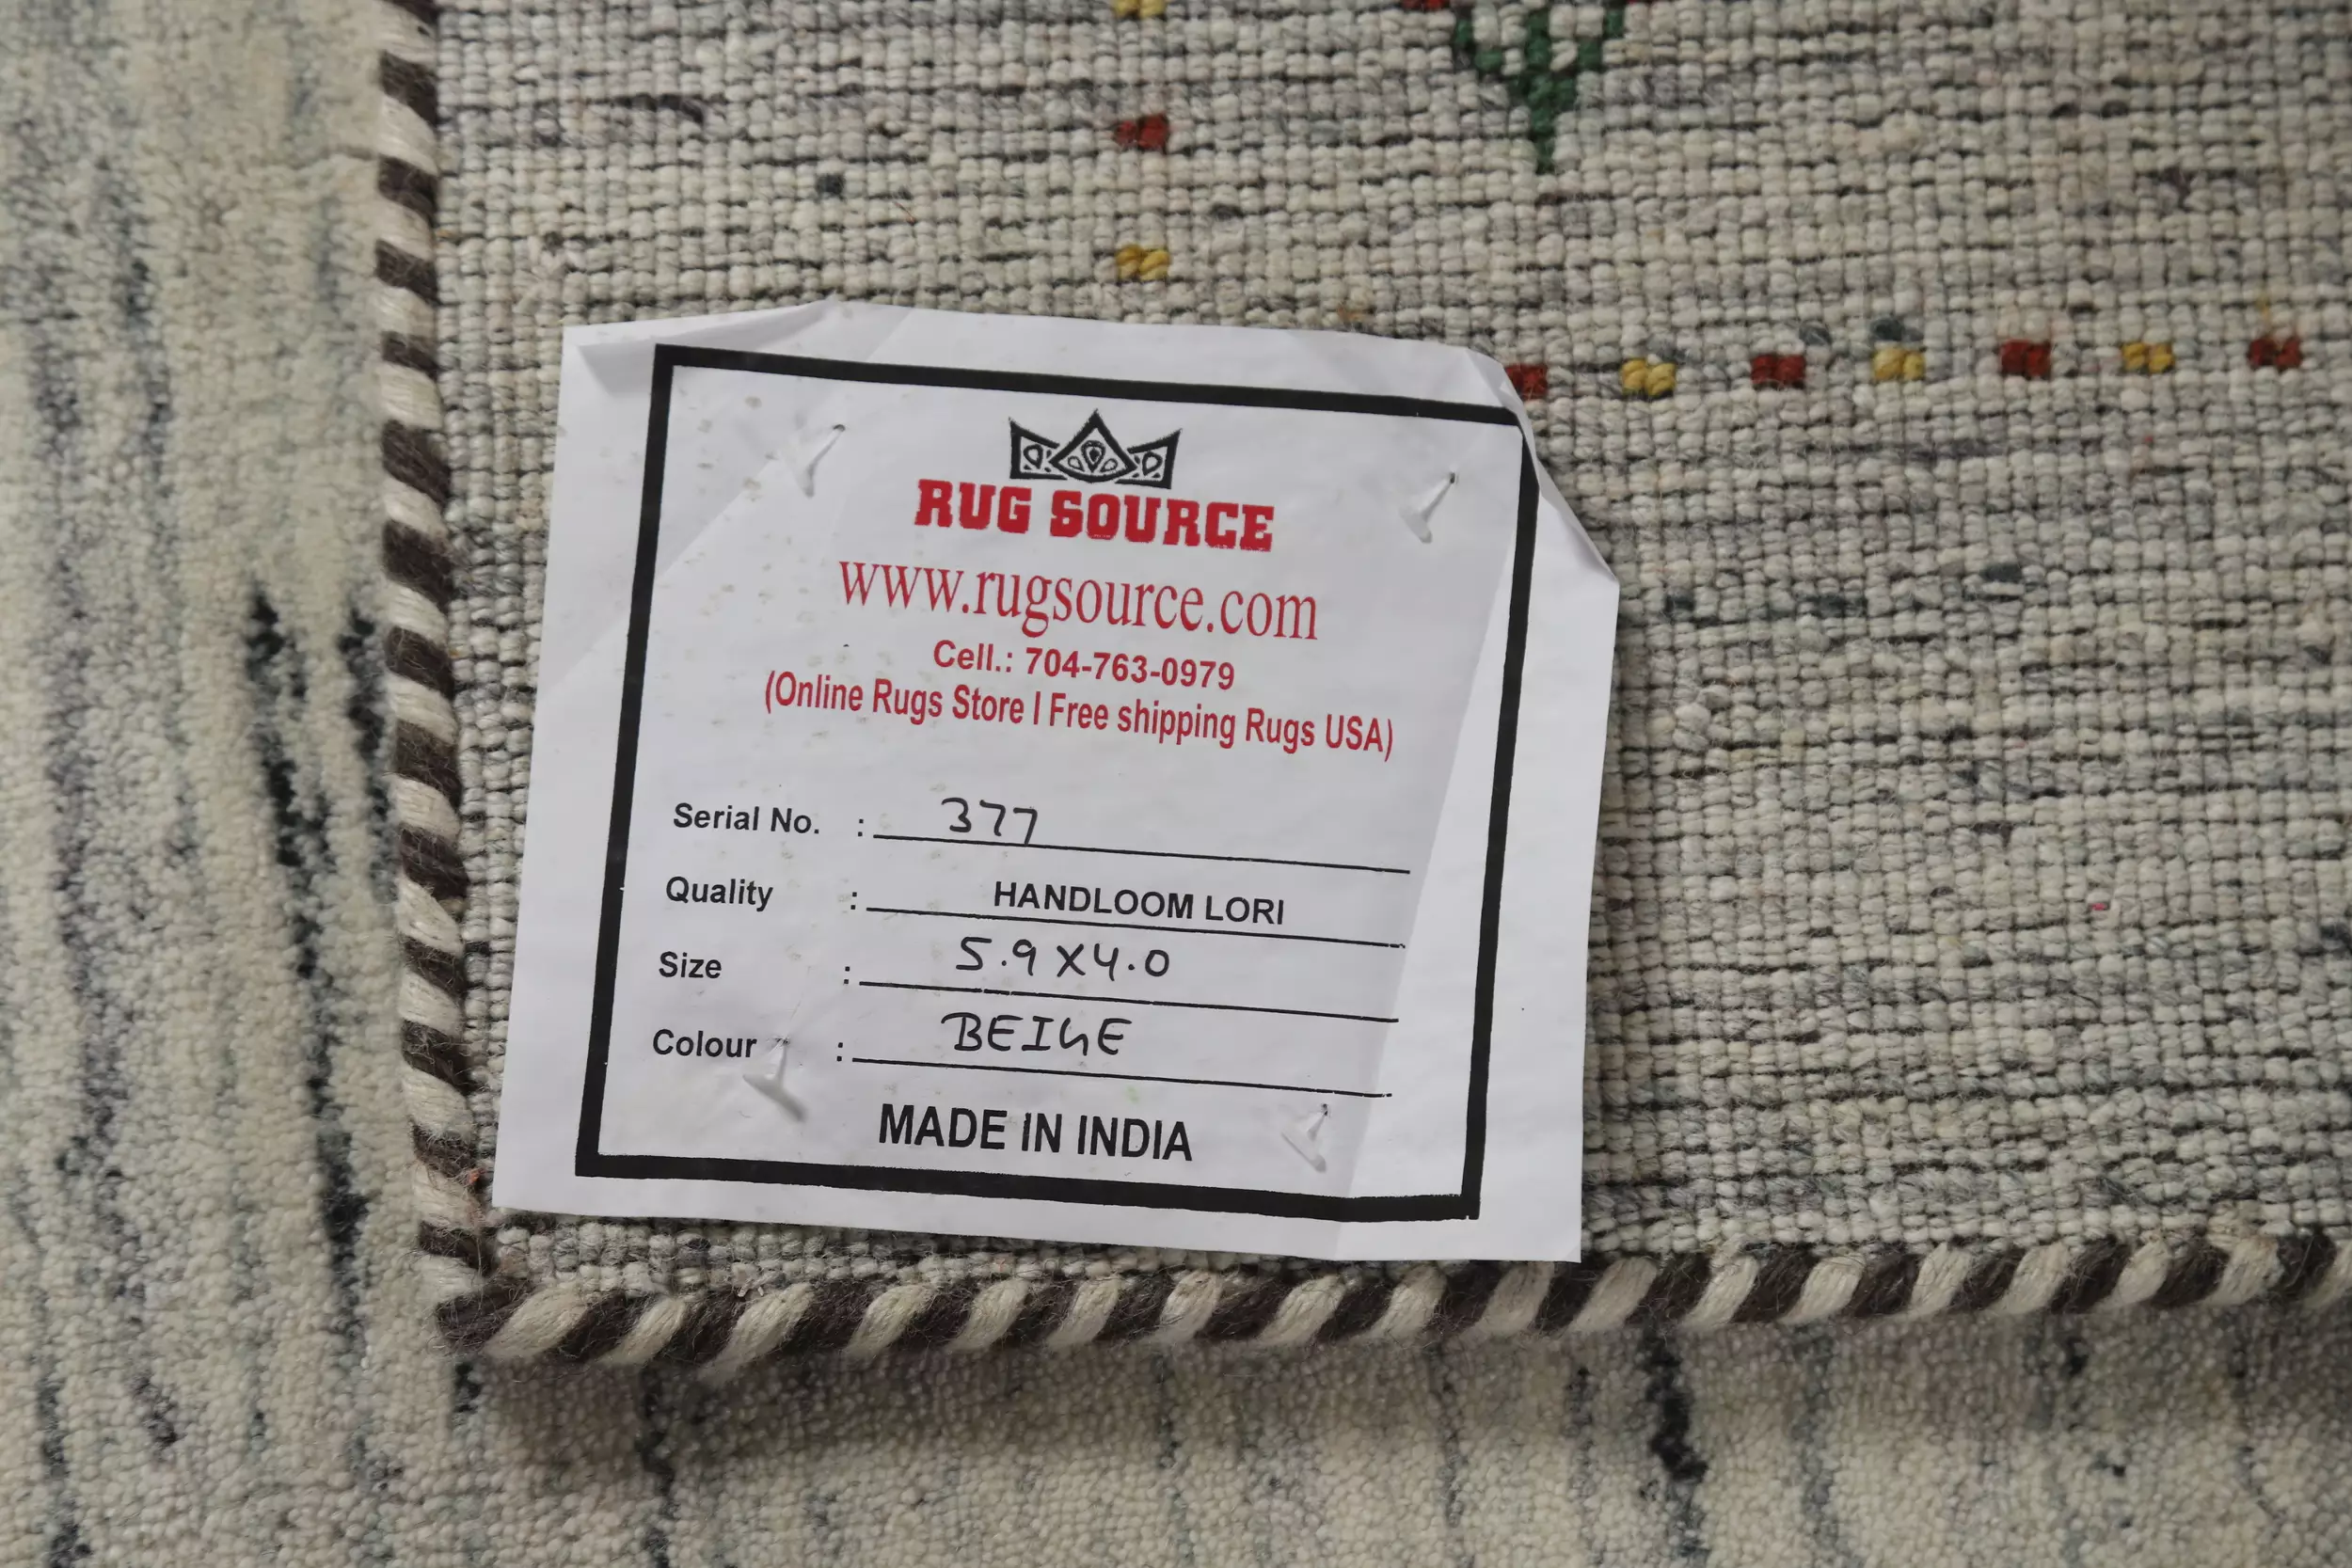 RUG SOURCE
www.rugsource.com
Cell.: 704-763-0979
(Online Rugs Store | Free shipping Rugs USA)
Serial No. : 377
Quality : HANDLOOM LORI
Size : 5.9X4.0
Colour : BEIGE
MADE IN INDIA